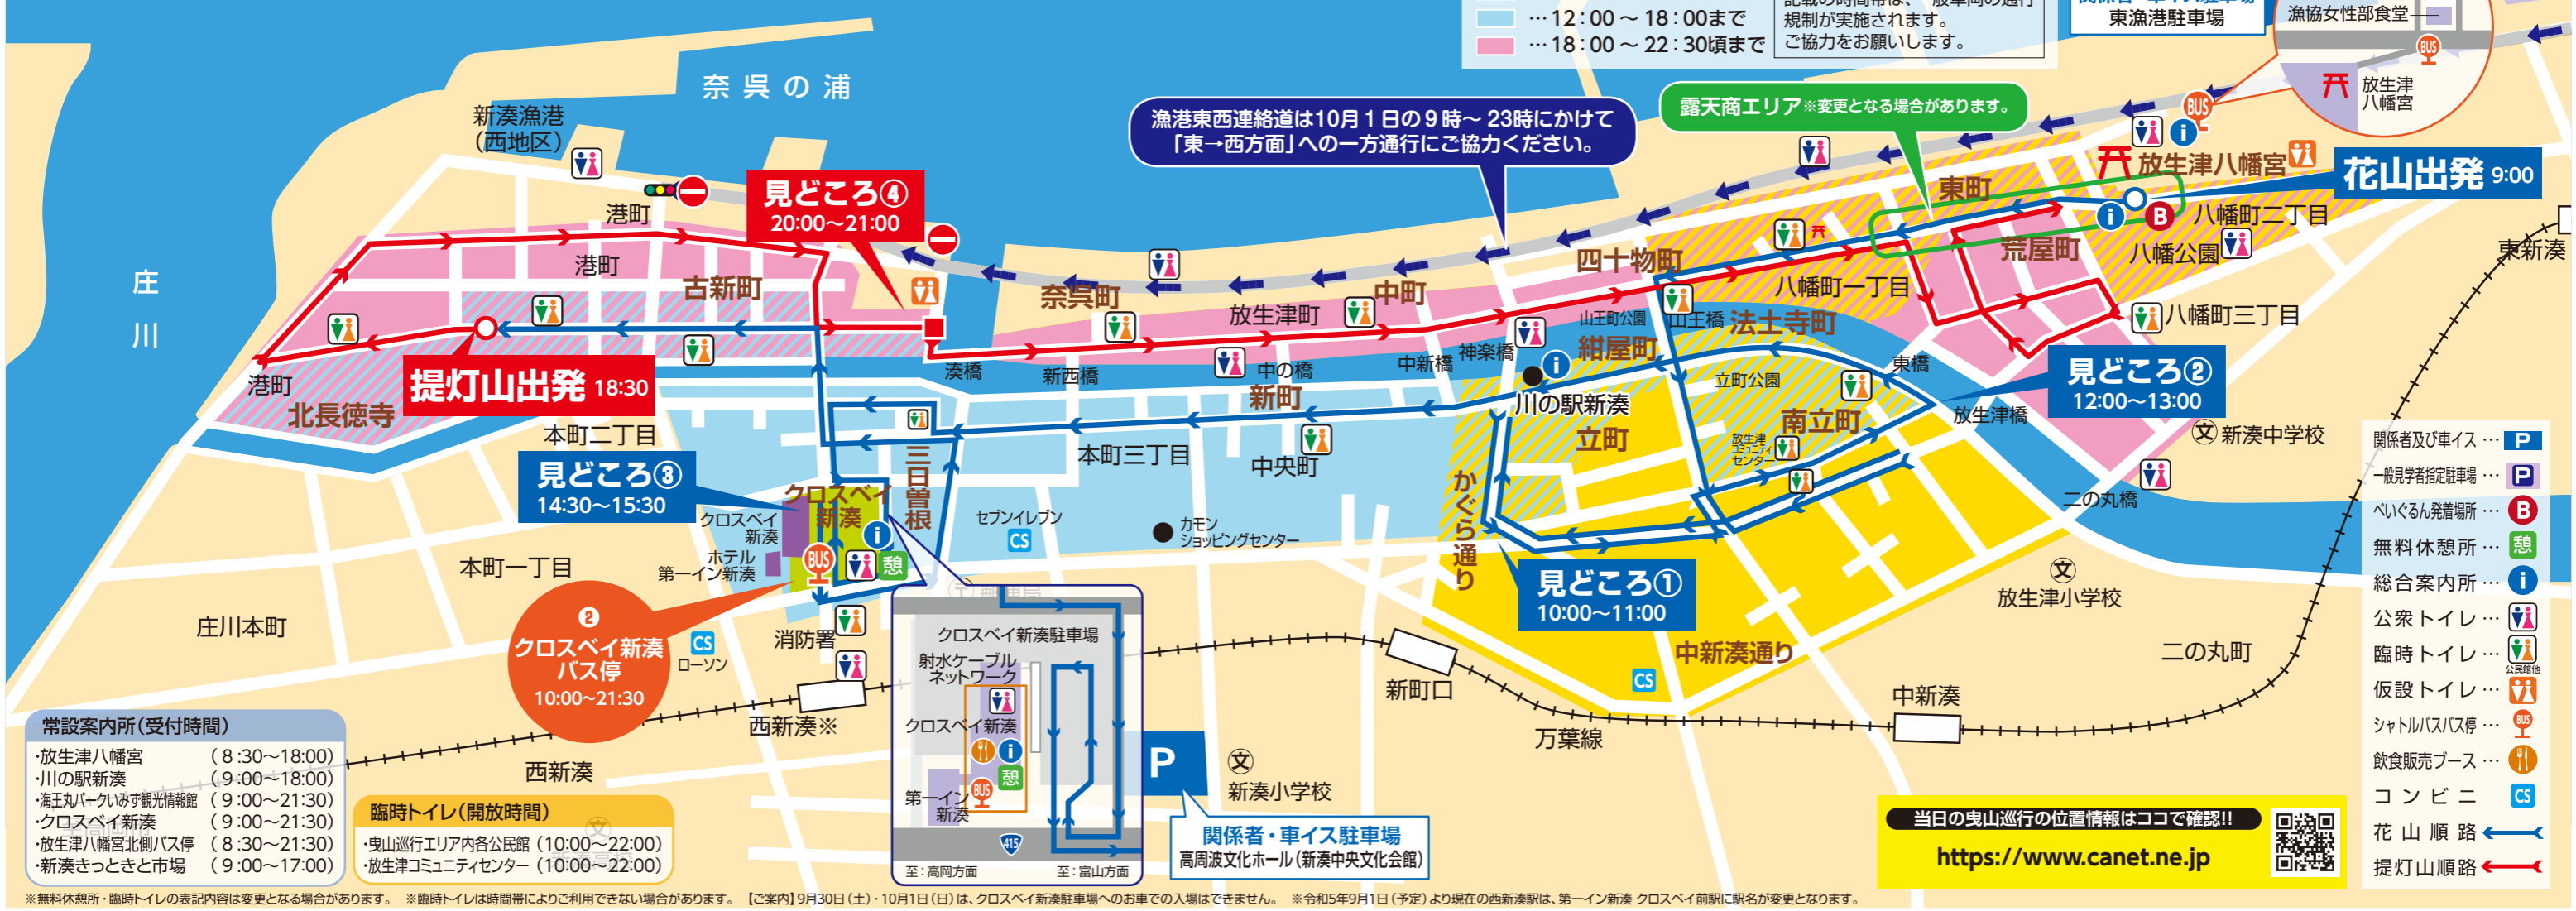 …12:00～18:00まで
…18:00～22:30頃まで
規制が実施されます。
ご協力をお願いします。
東漁港駐車場
漁協女性部食堂
BUS
放生津
八幡宮
奈呉の浦
新湊漁港
(西地区)
庄川
漁港東西連絡道は10月1日の9時～23時にかけて
「東→西方面」への一方通行にご協力ください。
露天商エリア※変更となる場合があります。
BUS
放生津八幡宮
花山出発 9:00
見どころ④
20:00～21:00
港町
港町
古新町
奈呉町
放生津町
中町
四十物町
東町
八幡町一丁目
荒屋町
八幡町二丁目
八幡公園
八幡町三丁目
東新湊
B
港町
北長徳寺
提灯山出発 18:30
湊橋
新西橋
中の橋
新町
中新橋
神楽橋
山王町公園
山王橋
法土寺町
紺屋町
川の駅新湊
立町公園
東橋
南立町
放生津
コミュニティ
センター
立町
放生津橋
見どころ②
12:00～13:00
新湊中学校
二の丸橋
本町二丁目
見どころ③
14:30～15:30
クロスベイ
新湊
クロスベイ
新湊
ホテル
第一イン新湊
三日曽根
本町三丁目
中央町
セブンイレブン
CS
カモン
ショッピングセンター
かぐら通り
見どころ①
10:00～11:00
放生津小学校
中新湊通り
CS
二の丸町
本町一丁目
庄川本町
❷
クロスベイ新湊
バス停
10:00～21:30
BUS
憩
CS
ローソン
消防署
西新湊※
西新湊
新町口
万葉線
中新湊
クロスベイ新湊駐車場
射水ケーブル
ネットワーク
クロスベイ新湊
憩
BUS
第一イン
新湊
415
至:高岡方面
至:富山方面
P
新湊小学校
関係者・車イス駐車場
高周波文化ホール(新湊中央文化会館)
常設案内所(受付時間)
・放生津八幡宮 (8:30～18:00)
・川の駅新湊 (9:00～18:00)
・海王丸パークいみず観光情報館 (9:00～21:30)
・クロスベイ新湊 (9:00～21:30)
・放生津八幡宮北側バス停 (8:30～21:30)
・新湊きっときと市場 (9:00～17:00)
臨時トイレ(開放時間)
・曳山巡行エリア内各公民館(10:00～22:00)
・放生津コミュニティセンター(10:00～22:00)
当日の曳山巡行の位置情報はココで確認!!
https://www.canet.ne.jp
関係者及び車イス…P
一般見学者指定駐車場…P
べいぐるん発着場所…B
無料休憩所…憩
総合案内所…i
公衆トイレ…
臨時トイレ…
公民館他
仮設トイレ…
シャトルバスバス停…BUS
飲食販売ブース…
コンビニ CS
花山順路
提灯山順路
※無料休憩所・臨時トイレの表記内容は変更となる場合があります。 ※臨時トイレは時間帯によりご利用できない場合があります。 【ご案内】9月30日(土)・10月1日(日)は、クロスベイ新湊駐車場へのお車での入場はできません。 ※令和5年9月1日(予定)より現在の西新湊駅は、第一イン新湊 クロスベイ前駅に駅名が変更となります。